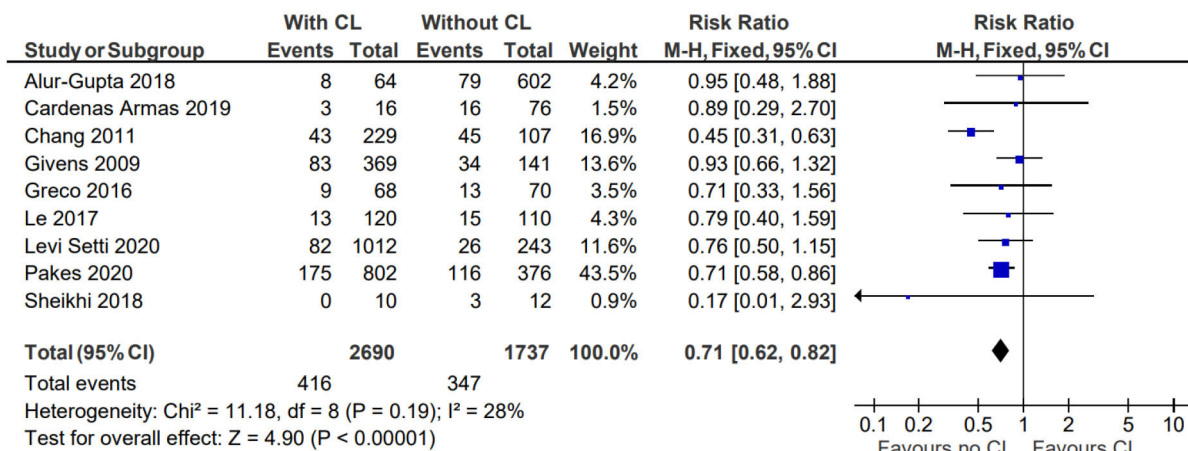 With CL Without CL Risk Ratio Risk Ratio
Study or Subgroup Events Total Events Total Weight M-H, Fixed, 95% CI M-H, Fixed, 95% CI
Alur-Gupta 2018 8 64 79 602 4.2% 0.95 [0.48, 1.88]
Cardenas Armas 2019 3 16 16 76 1.5% 0.89 [0.29, 2.70]
Chang 2011 43 229 45 107 16.9% 0.45 [0.31, 0.63]
Givens 2009 83 369 34 141 13.6% 0.93 [0.66, 1.32]
Greco 2016 9 68 13 70 3.5% 0.71 [0.33, 1.56]
Le 2017 13 120 15 110 4.3% 0.79 [0.40, 1.59]
Levi Setti 2020 82 1012 26 243 11.6% 0.76 [0.50, 1.15]
Pakes 2020 175 802 116 376 43.5% 0.71 [0.58, 0.86]
Sheikhi 2018 0 10 3 12 0.9% 0.17 [0.01, 2.93]
Total (95% CI) 2690 1737 100.0% 0.71 [0.62, 0.82]
Total events 416 347
Heterogeneity: Chi² = 11.18, df = 8 (P = 0.19); I² = 28%
Test for overall effect: Z = 4.90 (P < 0.00001)
0.1 0.2 0.5 1 2 5 10
Favours no CL Favours CL